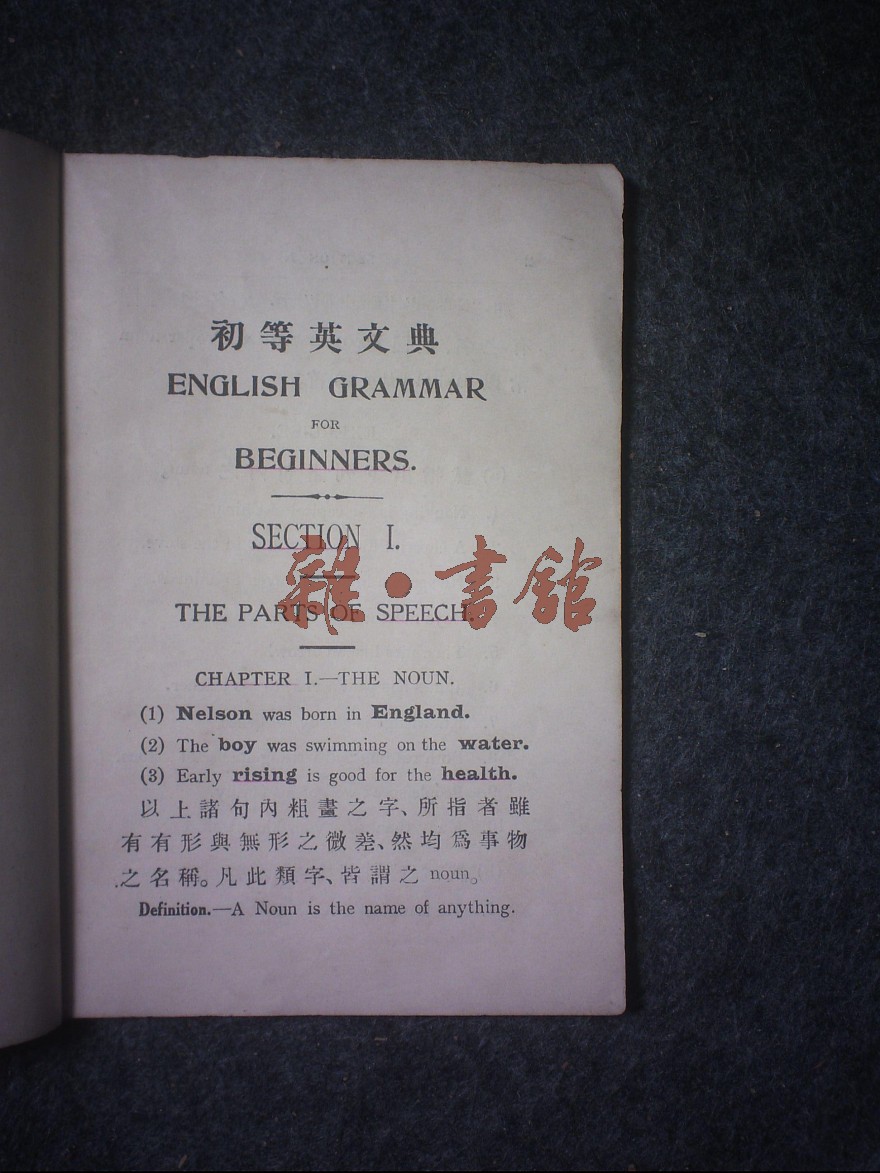 初等英文典
ENGLISH GRAMMAR
FOR
BEGINNERS.
SECTION I.
雜·書館
THE PARTS OF SPEECH.
CHAPTER I.—THE NOUN.
(1) Nelson was born in England.
(2) The boy was swimming on the water.
(3) Early rising is good for the health.
以上諸句內粗畫之字、所指者雖
有有形與無形之微差、然均爲事物
之名稱。凡此類字、皆謂之 noun。
Definition.—A Noun is the name of anything.